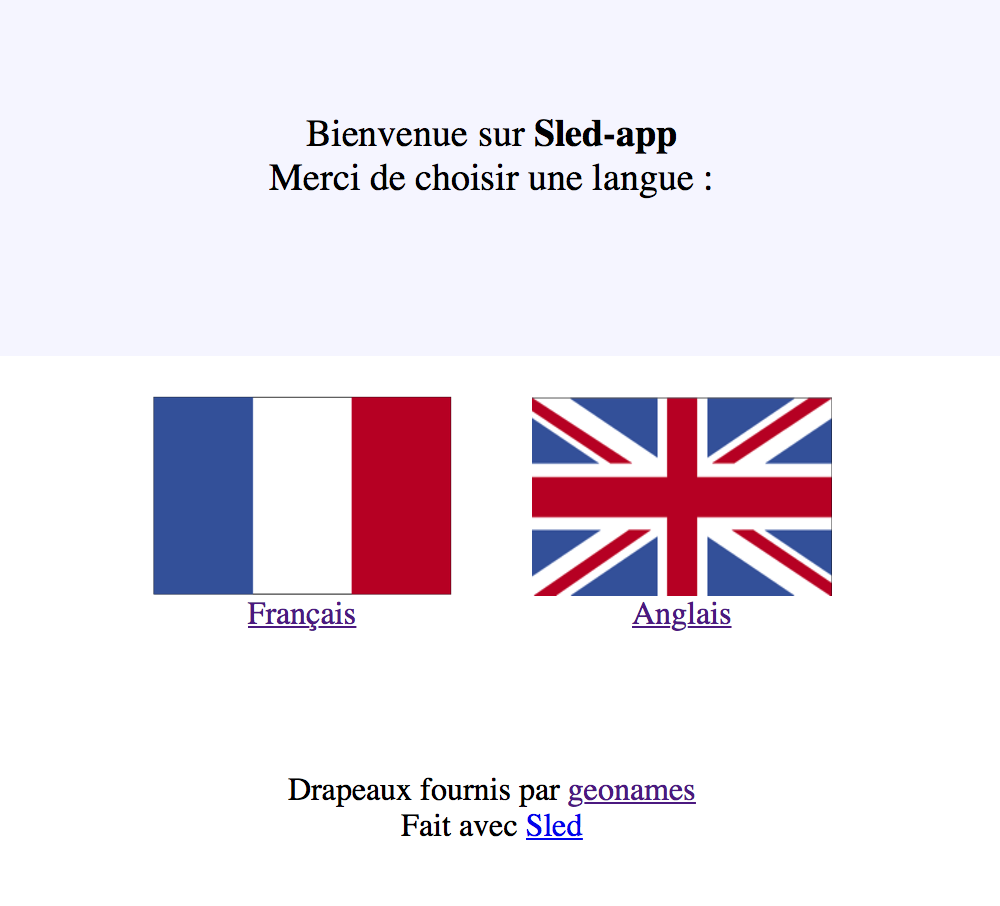 Bienvenue sur Sled-app
Merci de choisir une langue :
Français
Anglais
Drapeaux fournis par geonames
Fait avec Sled